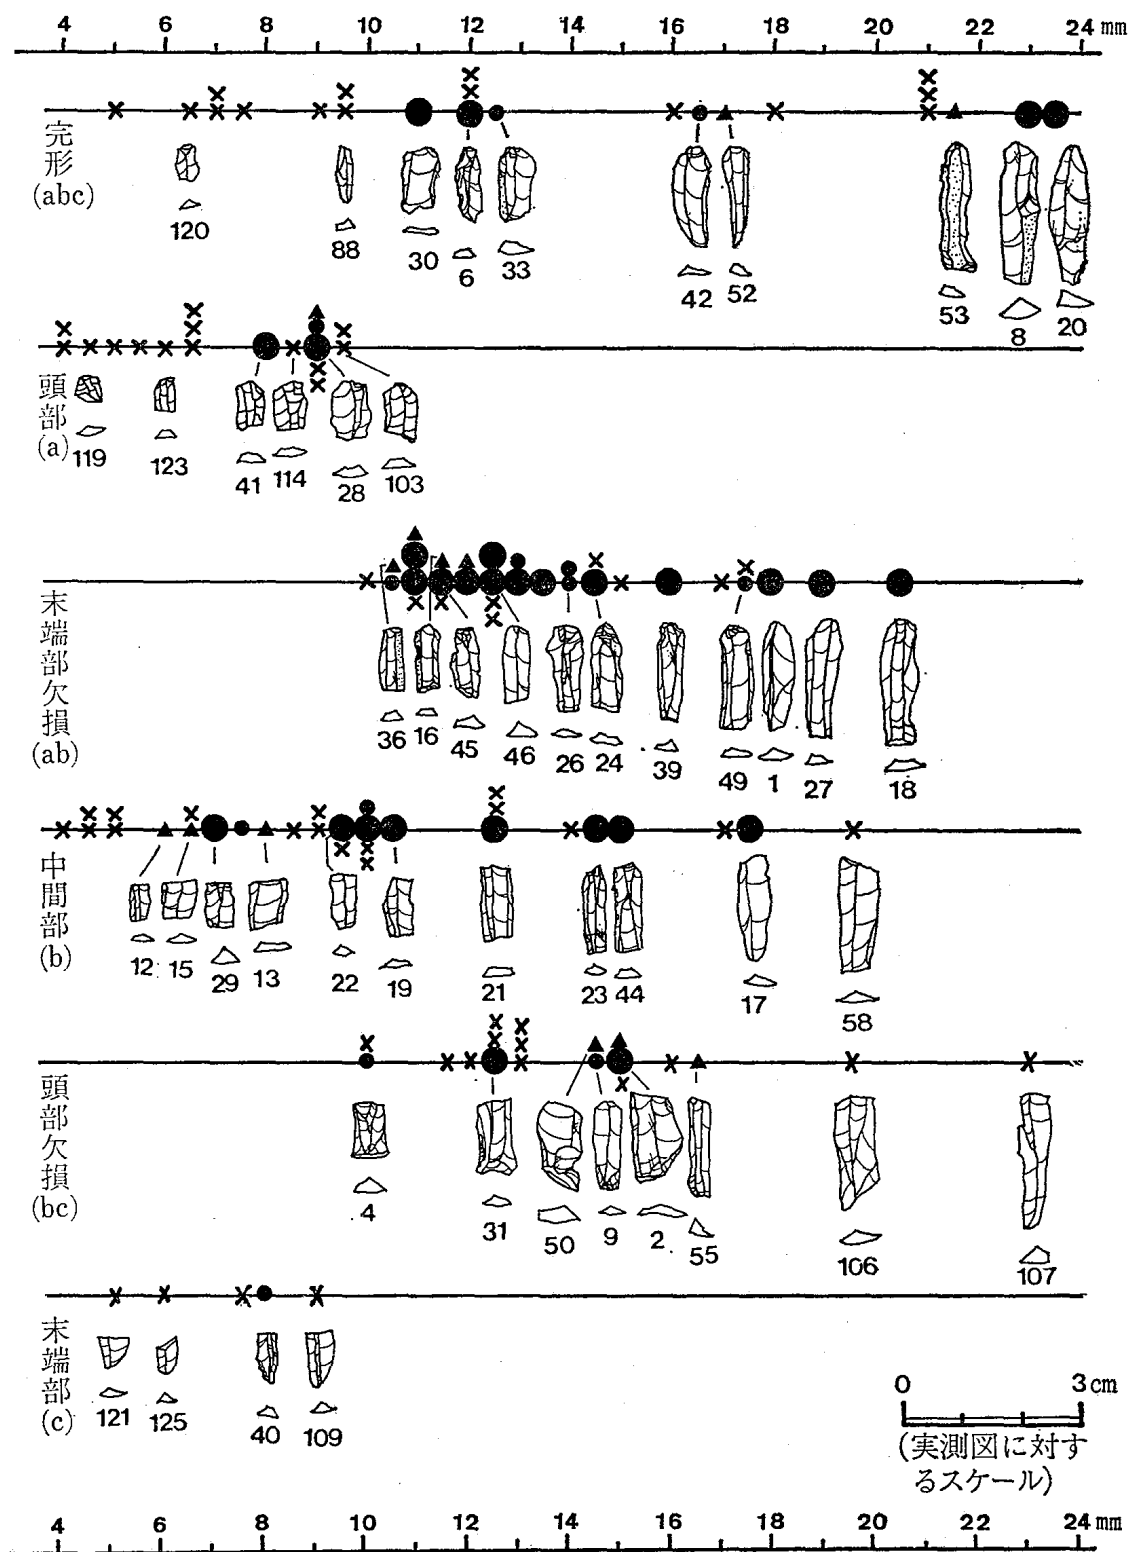 4 6 8 10 12 14 16 18 20 22 24 mm
完形
(abc)
120 88 30 6 33 42 52 53 8 20
頭部
(a)
119 123 41 114 28 103
末端部欠損
(ab)
36 16 45 46 26 24 39 49 1 27 18
中間部
(b)
12 15 29 13 22 19 21 23 44 17 58
頭部欠損
(bc)
4 31 50 9 2 55 106 107
末端部
(c)
121 125 40 109
0 3cm
(実測図に対す
るスケール)
4 6 8 10 12 14 16 18 20 22 24 mm